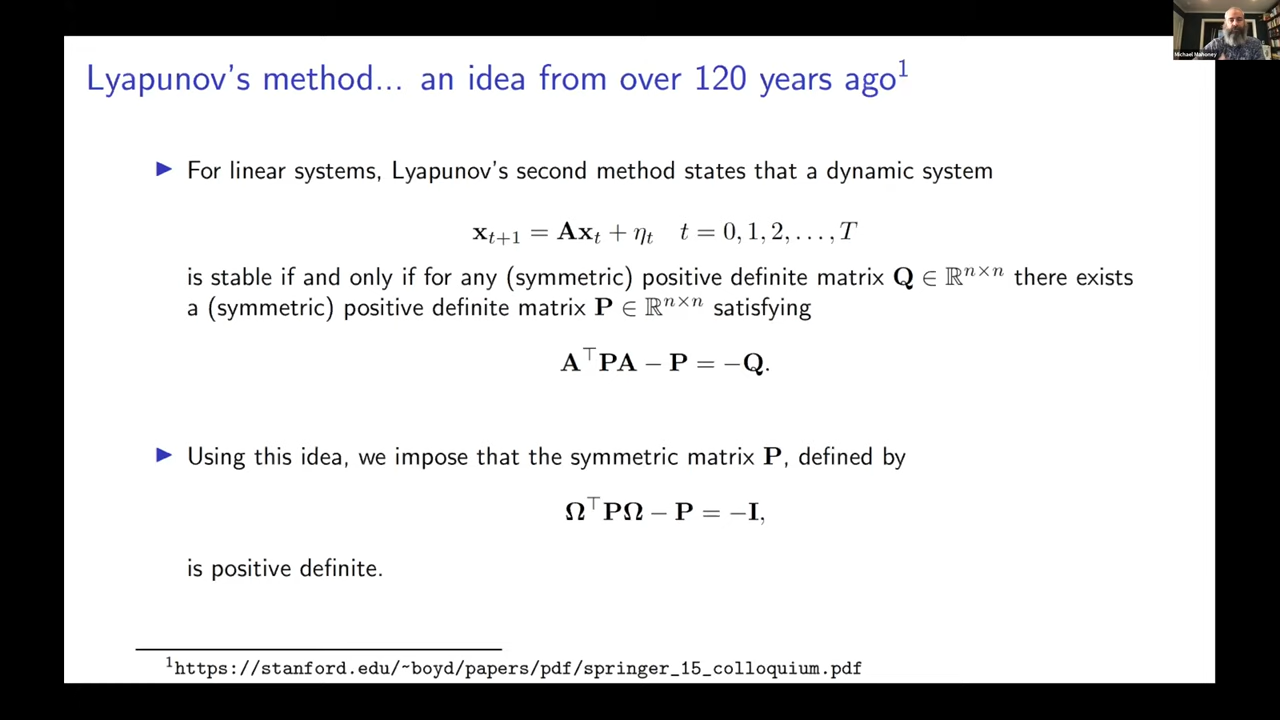 Michael Mahoney
Lyapunov's method... an idea from over 120 years ago¹
▶ For linear systems, Lyapunov's second method states that a dynamic system
𝐱ₜ₊₁ = 𝐀𝐱ₜ + ηₜ t = 0, 1, 2, . . . , T
is stable if and only if for any (symmetric) positive definite matrix 𝐐 ∈ ℝⁿˣⁿ there exists
a (symmetric) positive definite matrix 𝐏 ∈ ℝⁿˣⁿ satisfying
𝐀^⊤𝐏𝐀 − 𝐏 = −𝐐.
▶ Using this idea, we impose that the symmetric matrix 𝐏, defined by
𝛀^⊤𝐏𝛀 − 𝐏 = −𝐈,
is positive definite.
¹https://stanford.edu/~boyd/papers/pdf/springer_15_colloquium.pdf